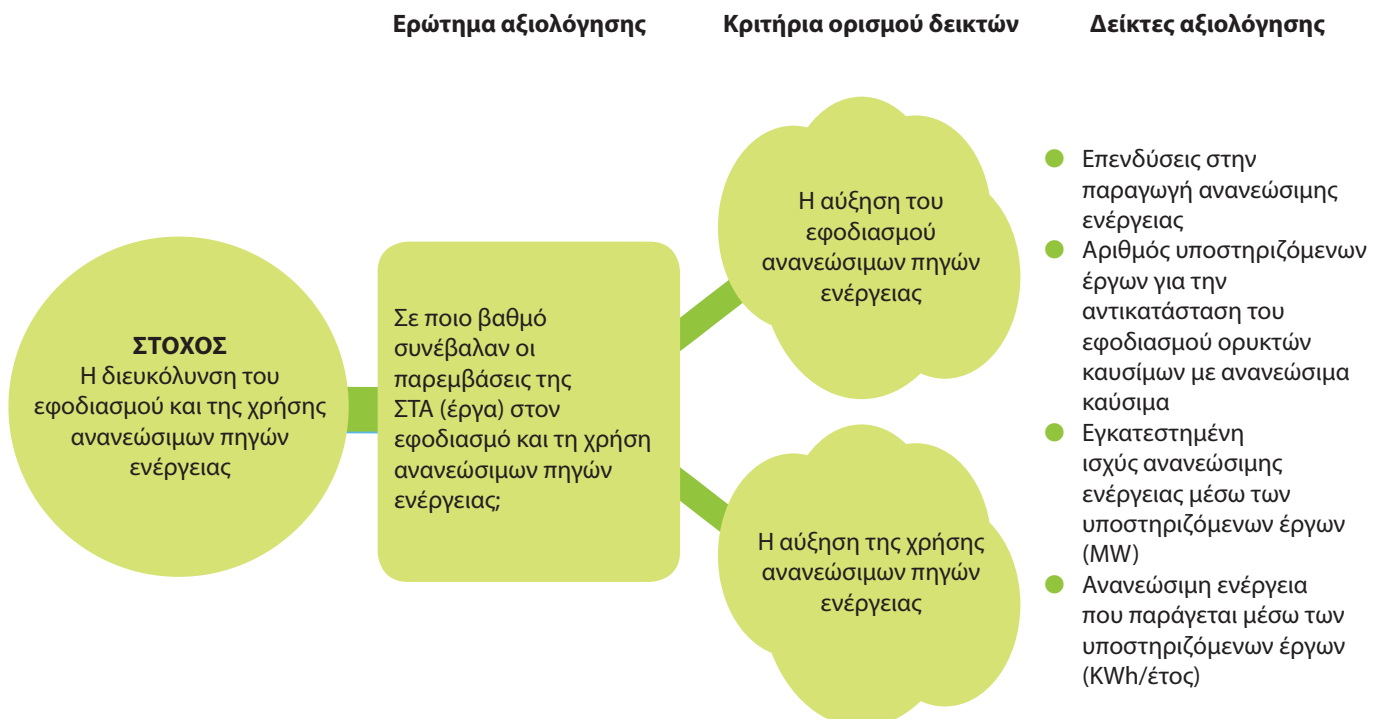 Ερώτημα αξιολόγησης
Κριτήρια ορισμού δεικτών
Δείκτες αξιολόγησης
ΣΤΟΧΟΣ
Η διευκόλυνση του
εφοδιασμού και της χρήσης
ανανεώσιμων πηγών
ενέργειας
Σε ποιο βαθμό
συνέβαλαν οι
παρεμβάσεις της
ΣΤΑ (έργα) στον
εφοδιασμό και τη χρήση
ανανεώσιμων πηγών
ενέργειας;
Η αύξηση του
εφοδιασμού
ανανεώσιμων πηγών
ενέργειας
Η αύξηση της χρήσης
ανανεώσιμων πηγών
ενέργειας
Επενδύσεις στην
παραγωγή ανανεώσιμης
ενέργειας
Αριθμός υποστηριζόμενων
έργων για την
αντικατάσταση του
εφοδιασμού ορυκτών
καυσίμων με ανανεώσιμα
καύσιμα
Εγκατεστημένη
ισχύς ανανεώσιμης
ενέργειας μέσω των
υποστηριζόμενων έργων
(MW)
Ανανεώσιμη ενέργεια
που παράγεται μέσω των
υποστηριζόμενων έργων
(KWh/έτος)